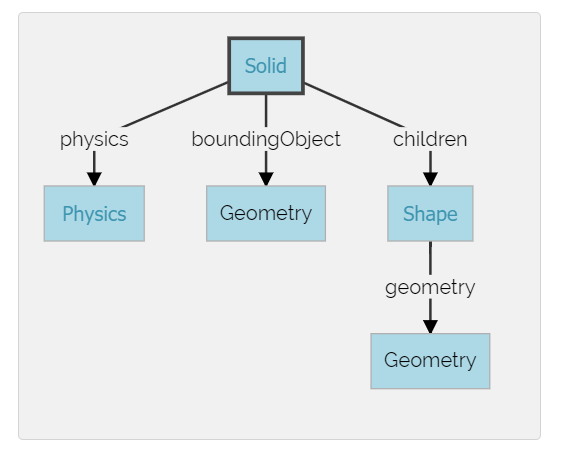 Solid
physics
boundingObject
children
Physics
Geometry
Shape
geometry
Geometry